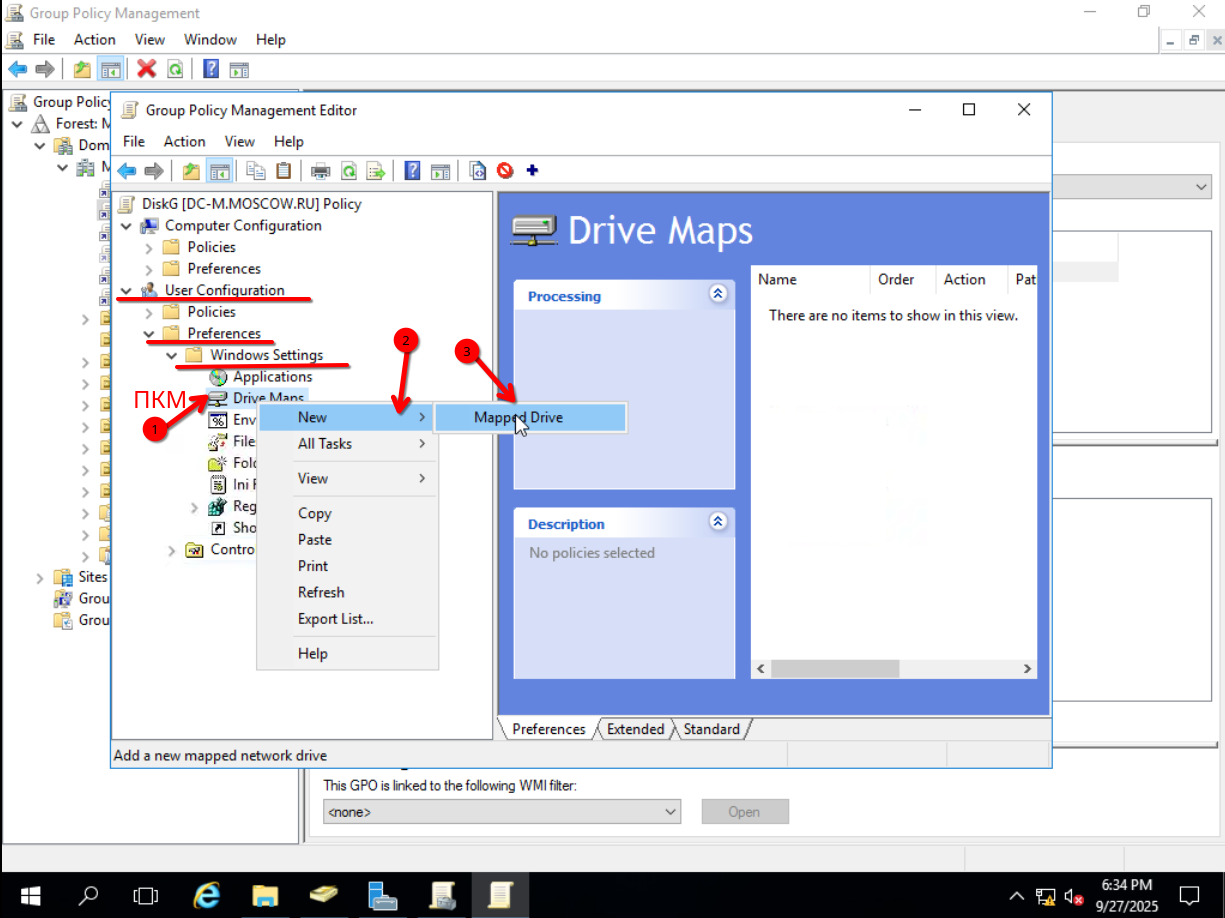 Group Policy Management
File Action View Window Help
Group Policy
Forest: M
Dom
M
Sites
Grou
Grou
Group Policy Management Editor
File Action View Help
DiskG [DC-M.MOSCOW.RU] Policy
Computer Configuration
Policies
Preferences
User Configuration
Policies
Preferences
Windows Settings
Applications
Drive Maps
Env
File
Fold
Ini F
Reg
Sho
Contro
ПКМ
1
2
3
New
All Tasks
View
Copy
Paste
Print
Refresh
Export List...
Help
Mapped Drive
Drive Maps
Processing
Description
No policies selected
Name Order Action Pat
There are no items to show in this view.
Preferences Extended Standard
Add a new mapped network drive
This GPO is linked to the following WMI filter:
<none> Open
6:34 PM
9/27/2025